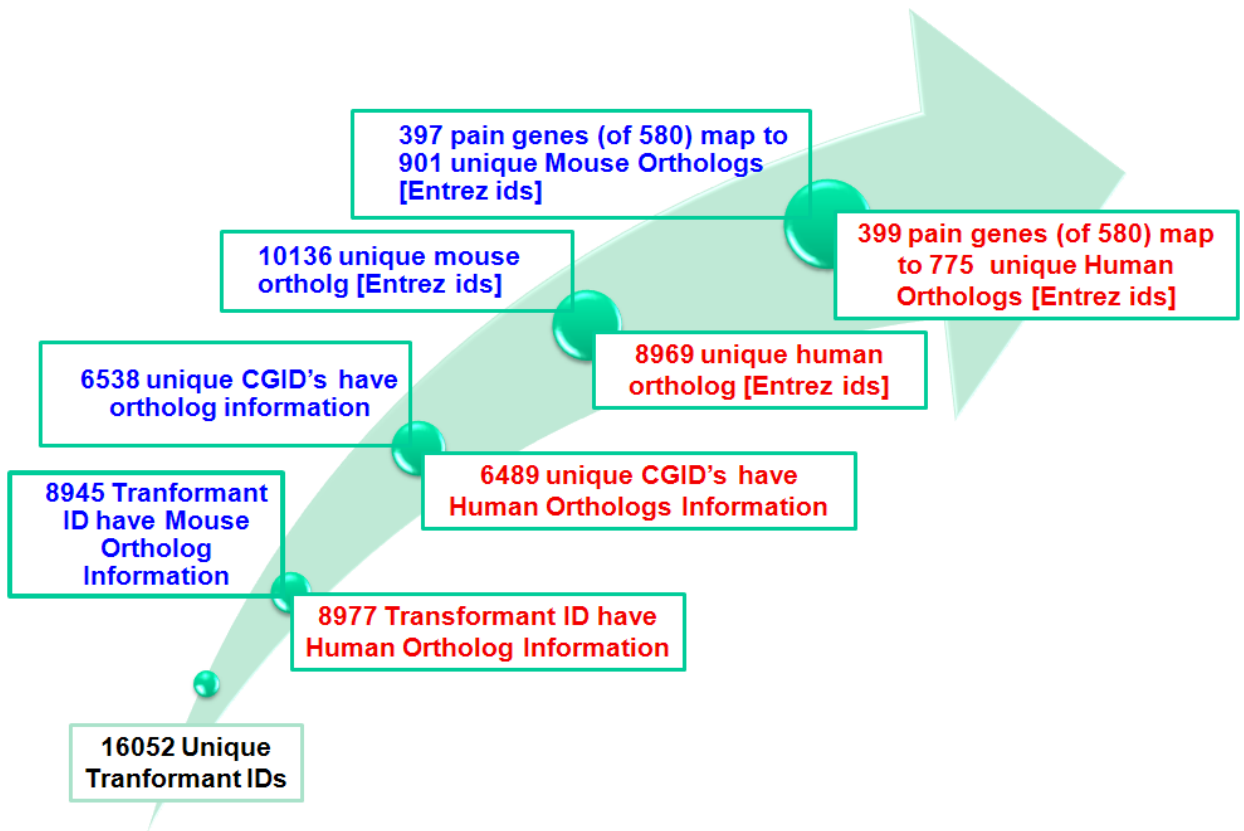 397 pain genes (of 580) map to
901 unique Mouse Orthologs
[Entrez ids]
399 pain genes (of 580) map
to 775 unique Human
Orthologs [Entrez ids]
10136 unique mouse
ortholg [Entrez ids]
8969 unique human
ortholog [Entrez ids]
6538 unique CGID's have
ortholog information
6489 unique CGID's have
Human Orthologs Information
8945 Tranformant
ID have Mouse
Ortholog
Information
8977 Transformant ID have
Human Ortholog Information
16052 Unique
Tranformant IDs